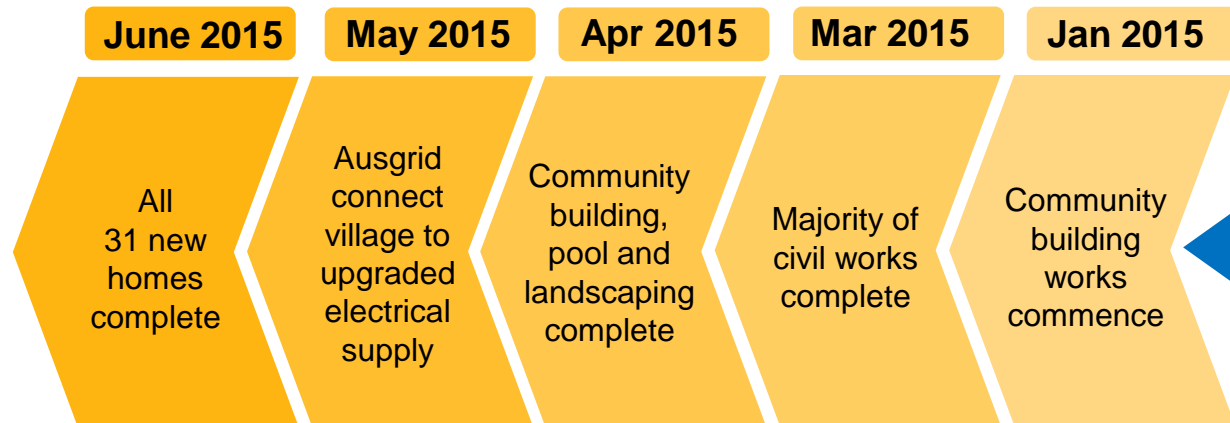 June 2015
May 2015
Apr 2015
Mar 2015
Jan 2015
All
31 new
homes
complete
Ausgrid
connect
village to
upgraded
electrical
supply
Community
building,
pool and
landscaping
complete
Majority of
civil works
complete
Community
building
works
commence